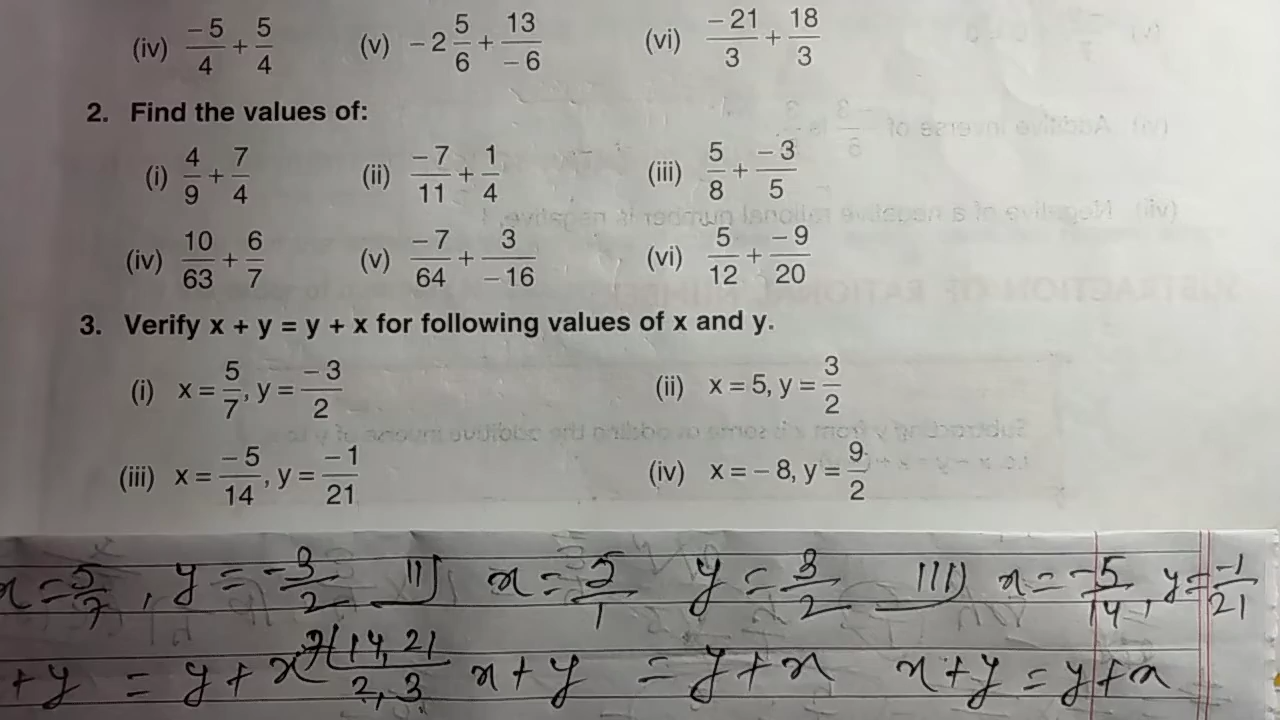 (iv) -5/4 + 5/4 (v) -2 5/6 + 13/-6 (vi) -21/3 + 18/3
2. Find the values of:
(i) 4/9 + 7/4 (ii) -7/11 + 1/4 (iii) 5/8 + -3/5
(iv) 10/63 + 6/7 (v) -7/64 + 3/-16 (vi) 5/12 + -9/20
3. Verify x + y = y + x for following values of x and y.
(i) x = 5/7, y = -3/2 (ii) x = 5, y = 3/2
(iii) x = -5/14, y = -1/21 (iv) x = -8, y = 9/2
x = 5/7, y = -3/2 II) x = 5/1 y = 3/2 III) x = -5/14, y = -1/21
+y = y+x 7(14, 21 / 2, 3 x+y = y+x x+y = y+x